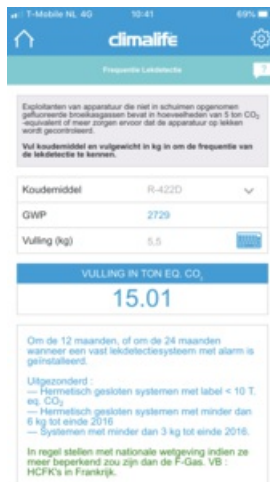 T-Mobile NL 4G 10:41 69%
climalife
Frequentie Lekdetectie
?
Exploitanten van apparatuur die niet in schuimen opgenomen
gefluoreerde broeikasgassen bevat in hoeveelheden van 5 ton CO₂
-equivalent of meer zorgen ervoor dat de apparatuur op lekken
wordt gecontroleerd.
Vul koudemiddel en vulgewicht in kg in om de frequentie van
de lekdetectie te kennen.
Koudemiddel R-422D
GWP 2729
Vulling (kg) 5,5
VULLING IN TON EQ. CO₂
15.01
Om de 12 maanden, of om de 24 maanden
wanneer een vast lekdetectiesysteem met alarm is
geïnstalleerd.
Uitgezonderd :
— Hermetisch gesloten systemen met label < 10 T.
eq. CO₂
— Hermetisch gesloten systemen met minder dan
6 kg tot einde 2016
— Systemen met minder dan 3 kg tot einde 2016.
In regel stellen met nationale wetgeving indien ze
meer beperkend zou zijn dan de F-Gas. VB :
HCFK's in Frankrijk.